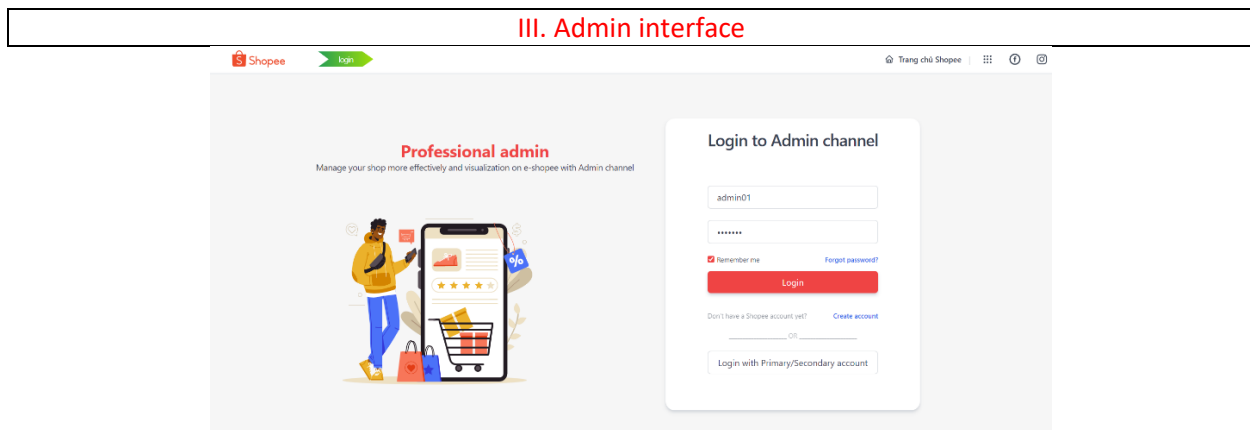 III. Admin interface
Shopee
login
Trang chủ Shopee
Professional admin
Manage your shop more effectively and visualization on e-shopee with Admin channel
%
Login to Admin channel
admin01
•••••••
Remember me
Forgot password?
Login
Don't have a Shopee account yet?
Create account
OR
Login with Primary/Secondary account